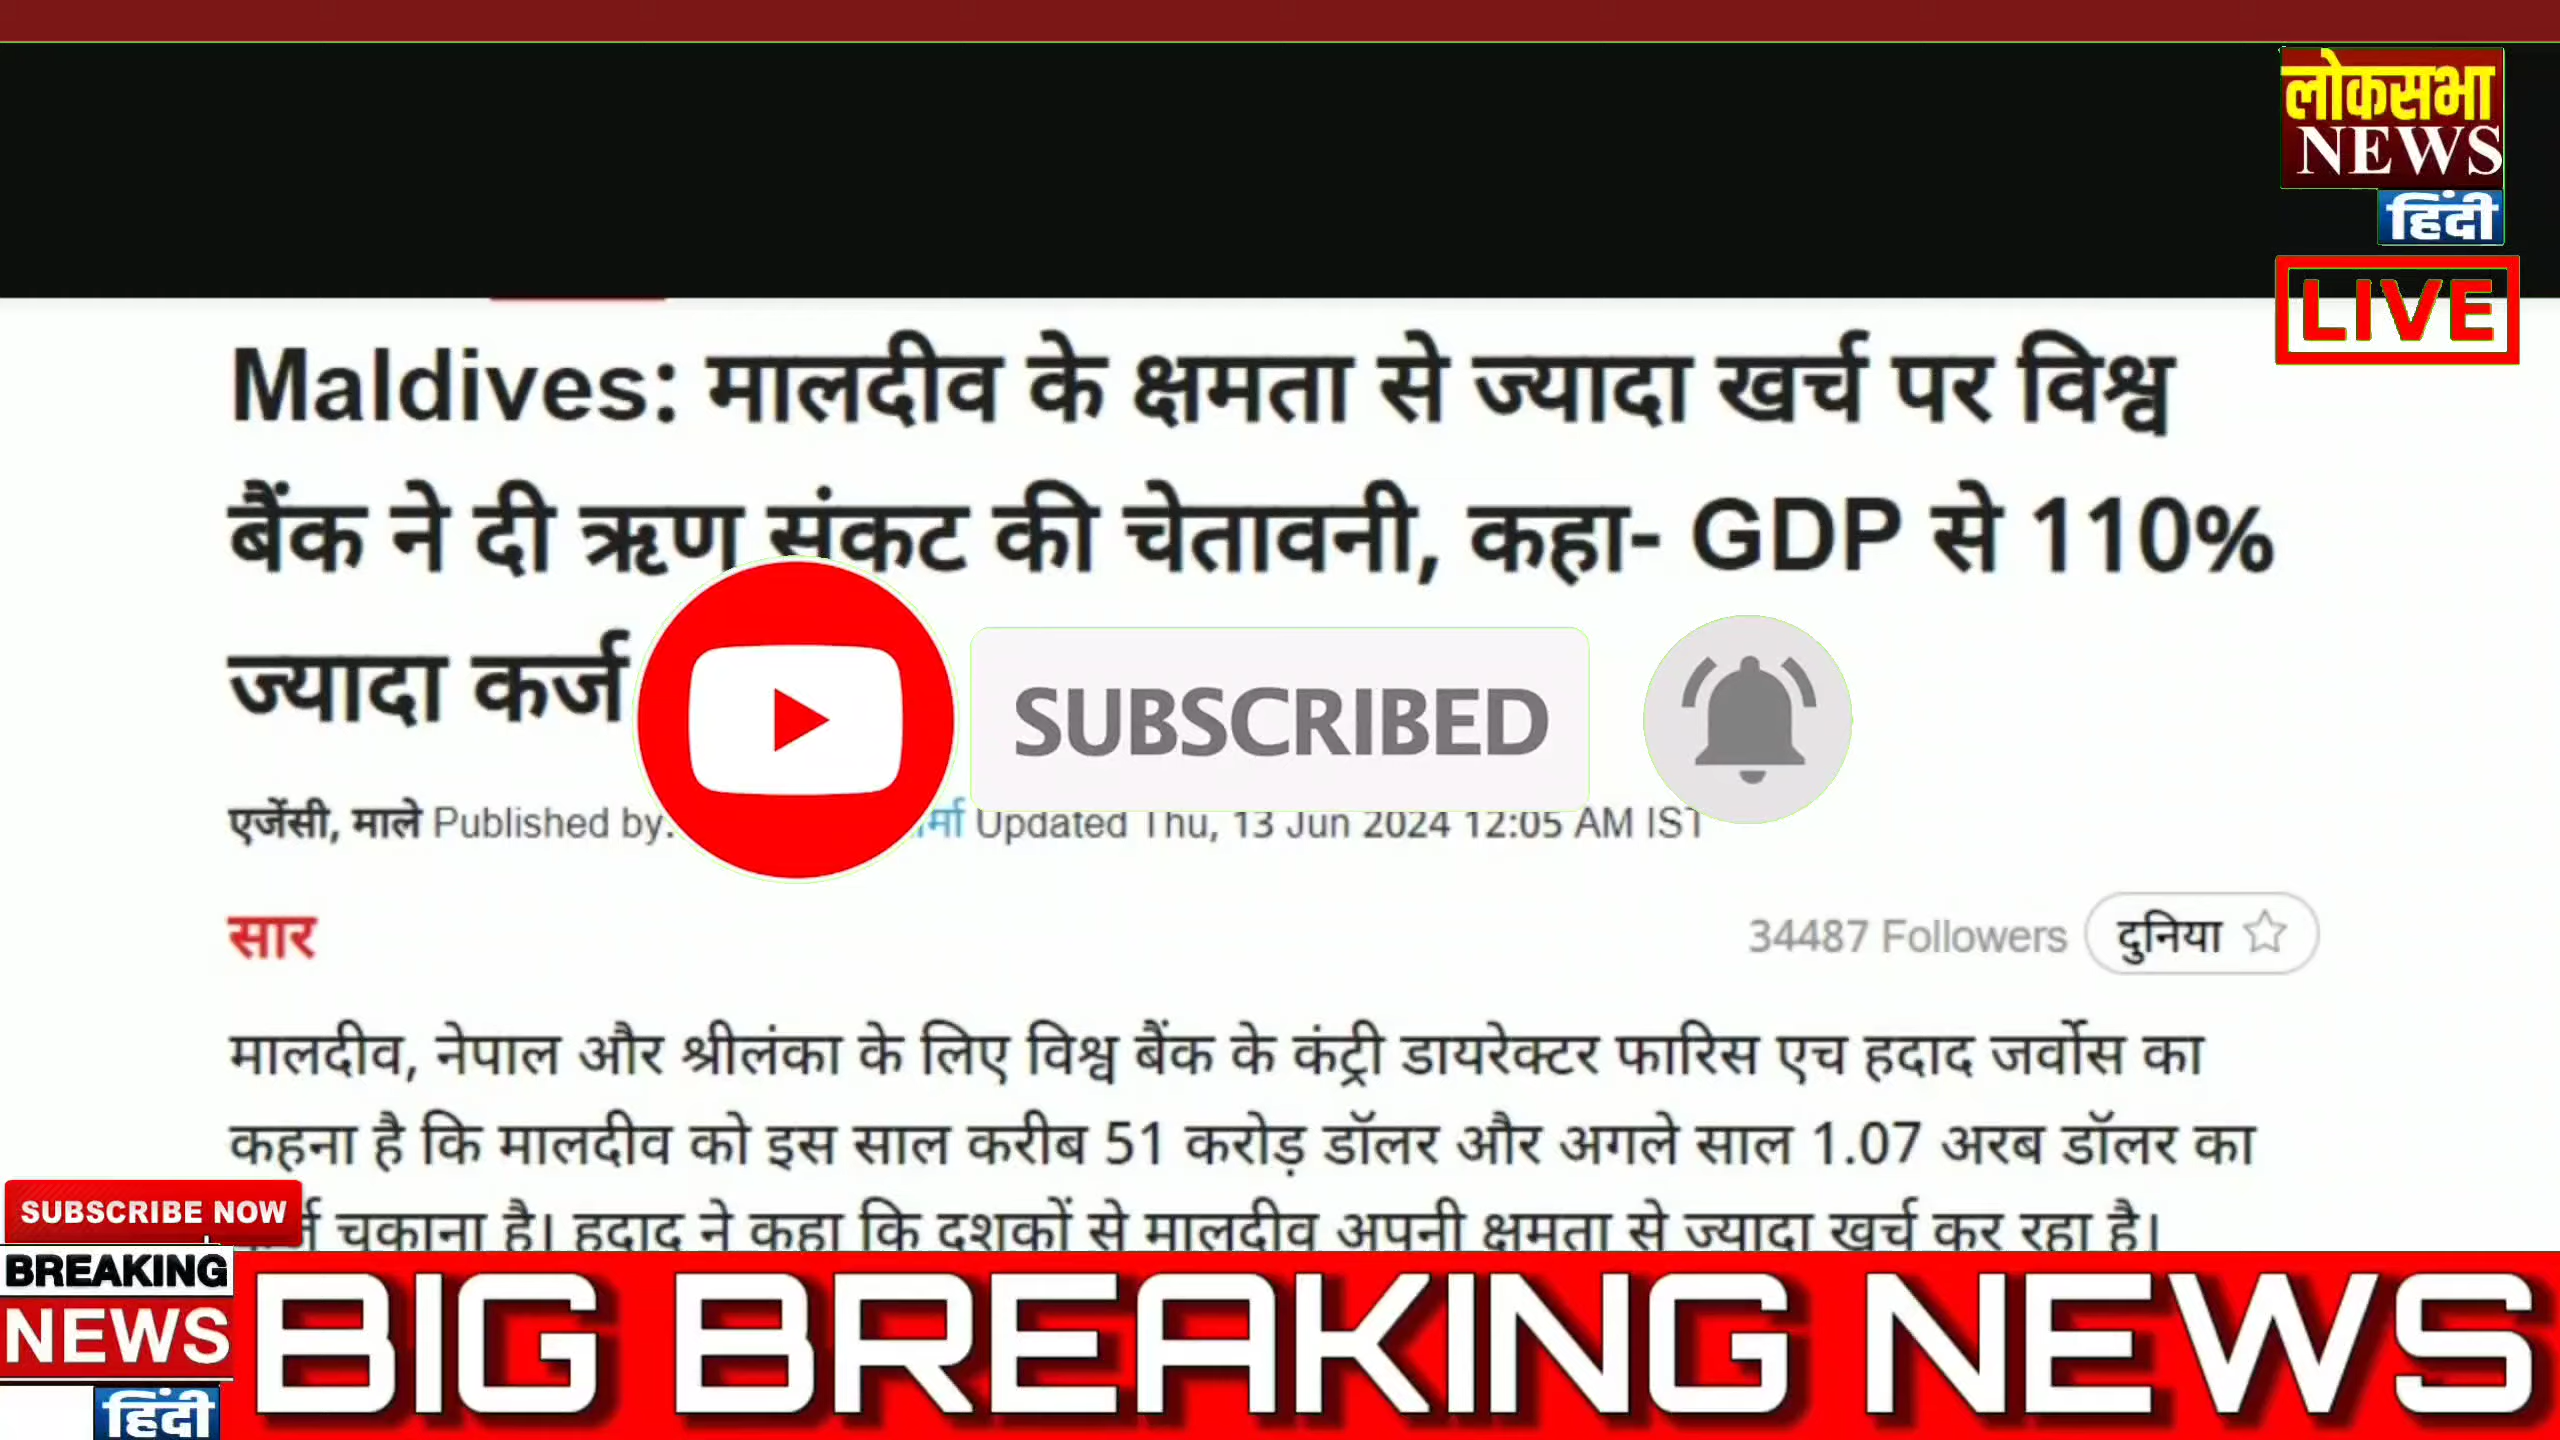 लोकसभा
NEWS
हिंदी
LIVE
Maldives: मालदीव के क्षमता से ज्यादा खर्च पर विश्व
बैंक ने दी ऋण संकट की चेतावनी, कहा- GDP से 110%
ज्यादा कर्ज
SUBSCRIBED
एजेंसी, माले Published by: Updated Thu, 13 Jun 2024 12:05 AM IST
सार
34487 Followers दुनिया
मालदीव, नेपाल और श्रीलंका के लिए विश्व बैंक के कंट्री डायरेक्टर फारिस एच हदाद जर्वोस का
कहना है कि मालदीव को इस साल करीब 51 करोड़ डॉलर और अगले साल 1.07 अरब डॉलर का
चुकाना है। हदाद ने कहा कि दशकों से मालदीव अपनी क्षमता से ज्यादा खर्च कर रहा है।
SUBSCRIBE NOW
BREAKING
NEWS
हिंदी
BIG BREAKING NEWS